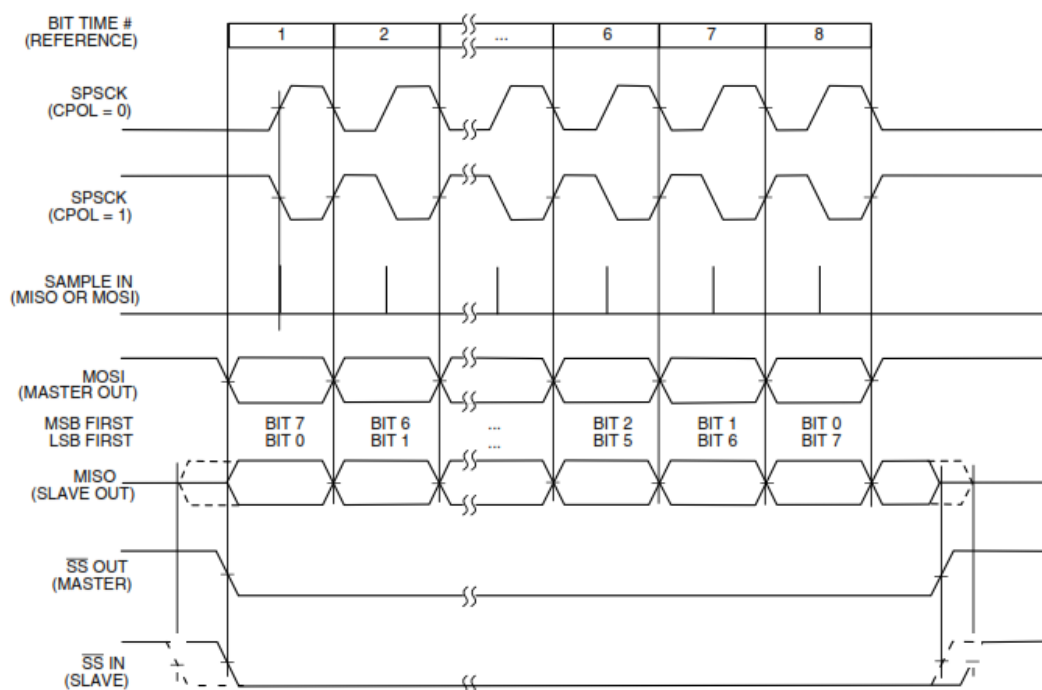 BIT TIME #
(REFERENCE)
1 2 ... 6 7 8
SPSCK
(CPOL = 0)
SPSCK
(CPOL = 1)
SAMPLE IN
(MISO OR MOSI)
MOSI
(MASTER OUT)
MSB FIRST BIT 7 BIT 6 ... BIT 2 BIT 1 BIT 0
LSB FIRST BIT 0 BIT 1 ... BIT 5 BIT 6 BIT 7
MISO
(SLAVE OUT)
S̅S̅ OUT
(MASTER)
S̅S̅ IN
(SLAVE)